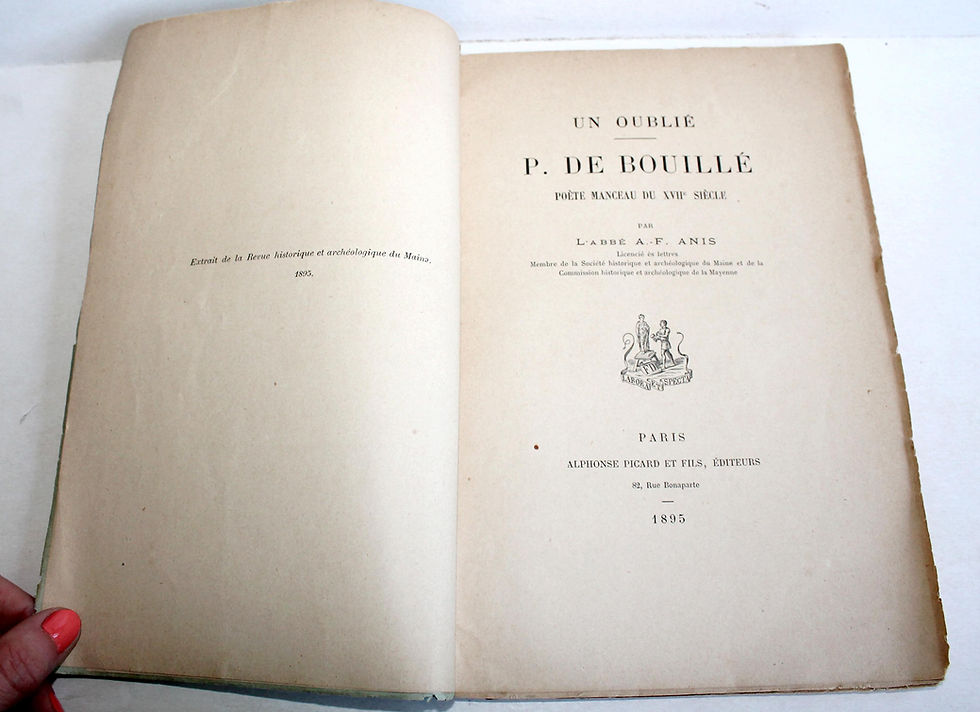 Extrait de la Revue historique et archéologique du Maine,
1895.
UN OUBLIÉ
P. DE BOUILLÉ
POÈTE MANCEAU DU XVIIe SIÈCLE
PAR
L'ABBÉ A.-F. ANIS
Licencié ès lettres
Membre de la Société historique et archéologique du Maine et de la
Commission historique et archéologique de la Mayenne
PARIS
ALPHONSE PICARD ET FILS, ÉDITEURS
82, Rue Bonaparte
1895